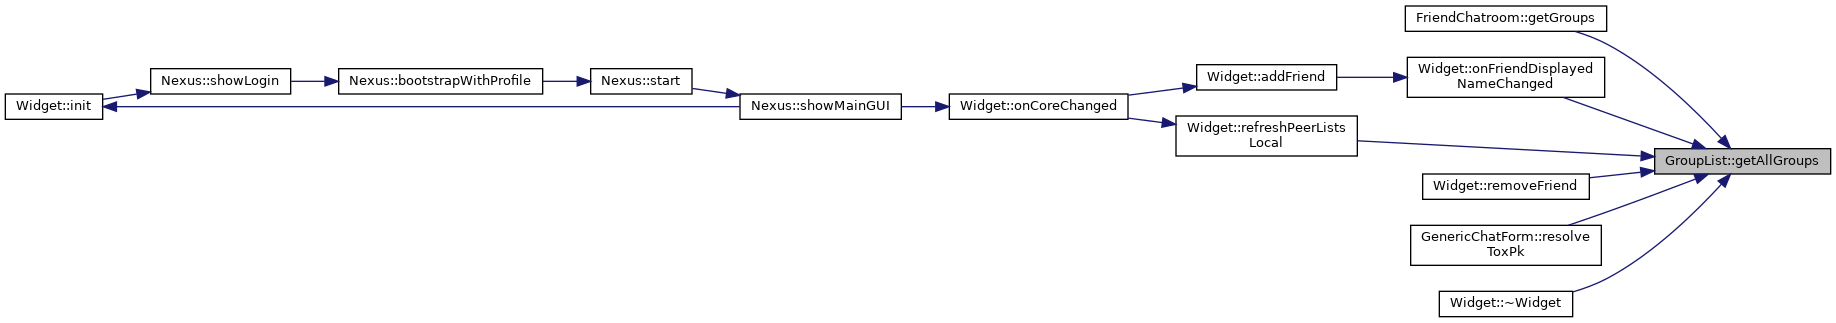 FriendChatroom::getGroups
Widget::onFriendDisplayed
NameChanged
Widget::addFriend
Nexus::showLogin
Nexus::bootstrapWithProfile
Nexus::start
Widget::init
Nexus::showMainGUI
Widget::onCoreChanged
Widget::refreshPeerLists
Local
GroupList::getAllGroups
Widget::removeFriend
GenericChatForm::resolve
ToxPk
Widget::~Widget